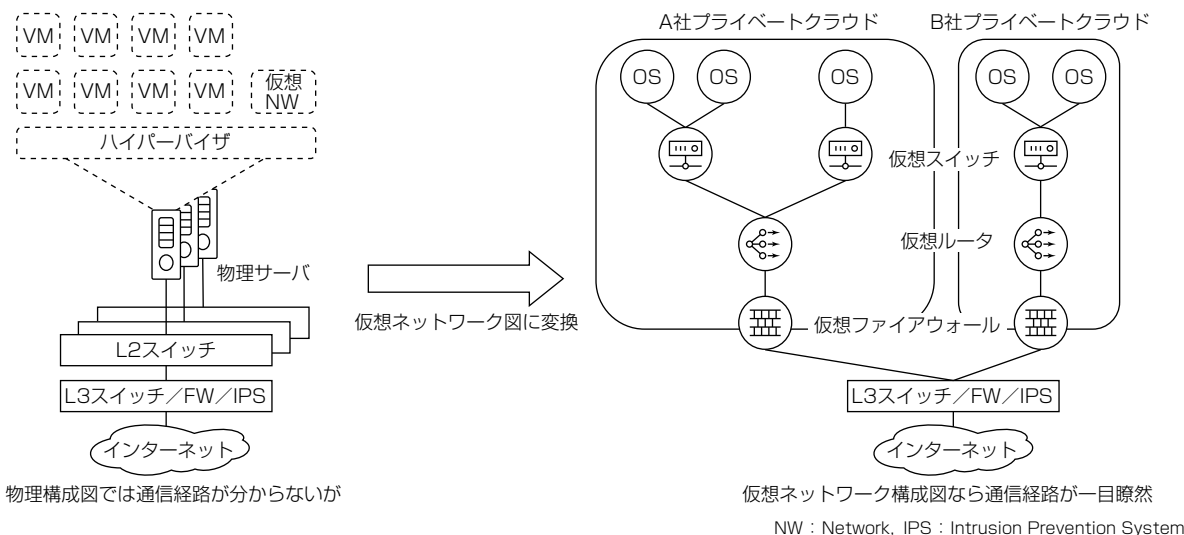 VM VM VM VM
VM VM VM VM 仮想
NW
ハイパーバイザ
物理サーバ
L2スイッチ
L3スイッチ／FW／IPS
インターネット
物理構成図では通信経路が分からないが
仮想ネットワーク図に変換
A社プライベートクラウド
B社プライベートクラウド
OS OS OS OS OS
仮想スイッチ
仮想ルータ
仮想ファイアウォール
L3スイッチ／FW／IPS
インターネット
仮想ネットワーク構成図なら通信経路が一目瞭然
NW：Network, IPS：Intrusion Prevention System